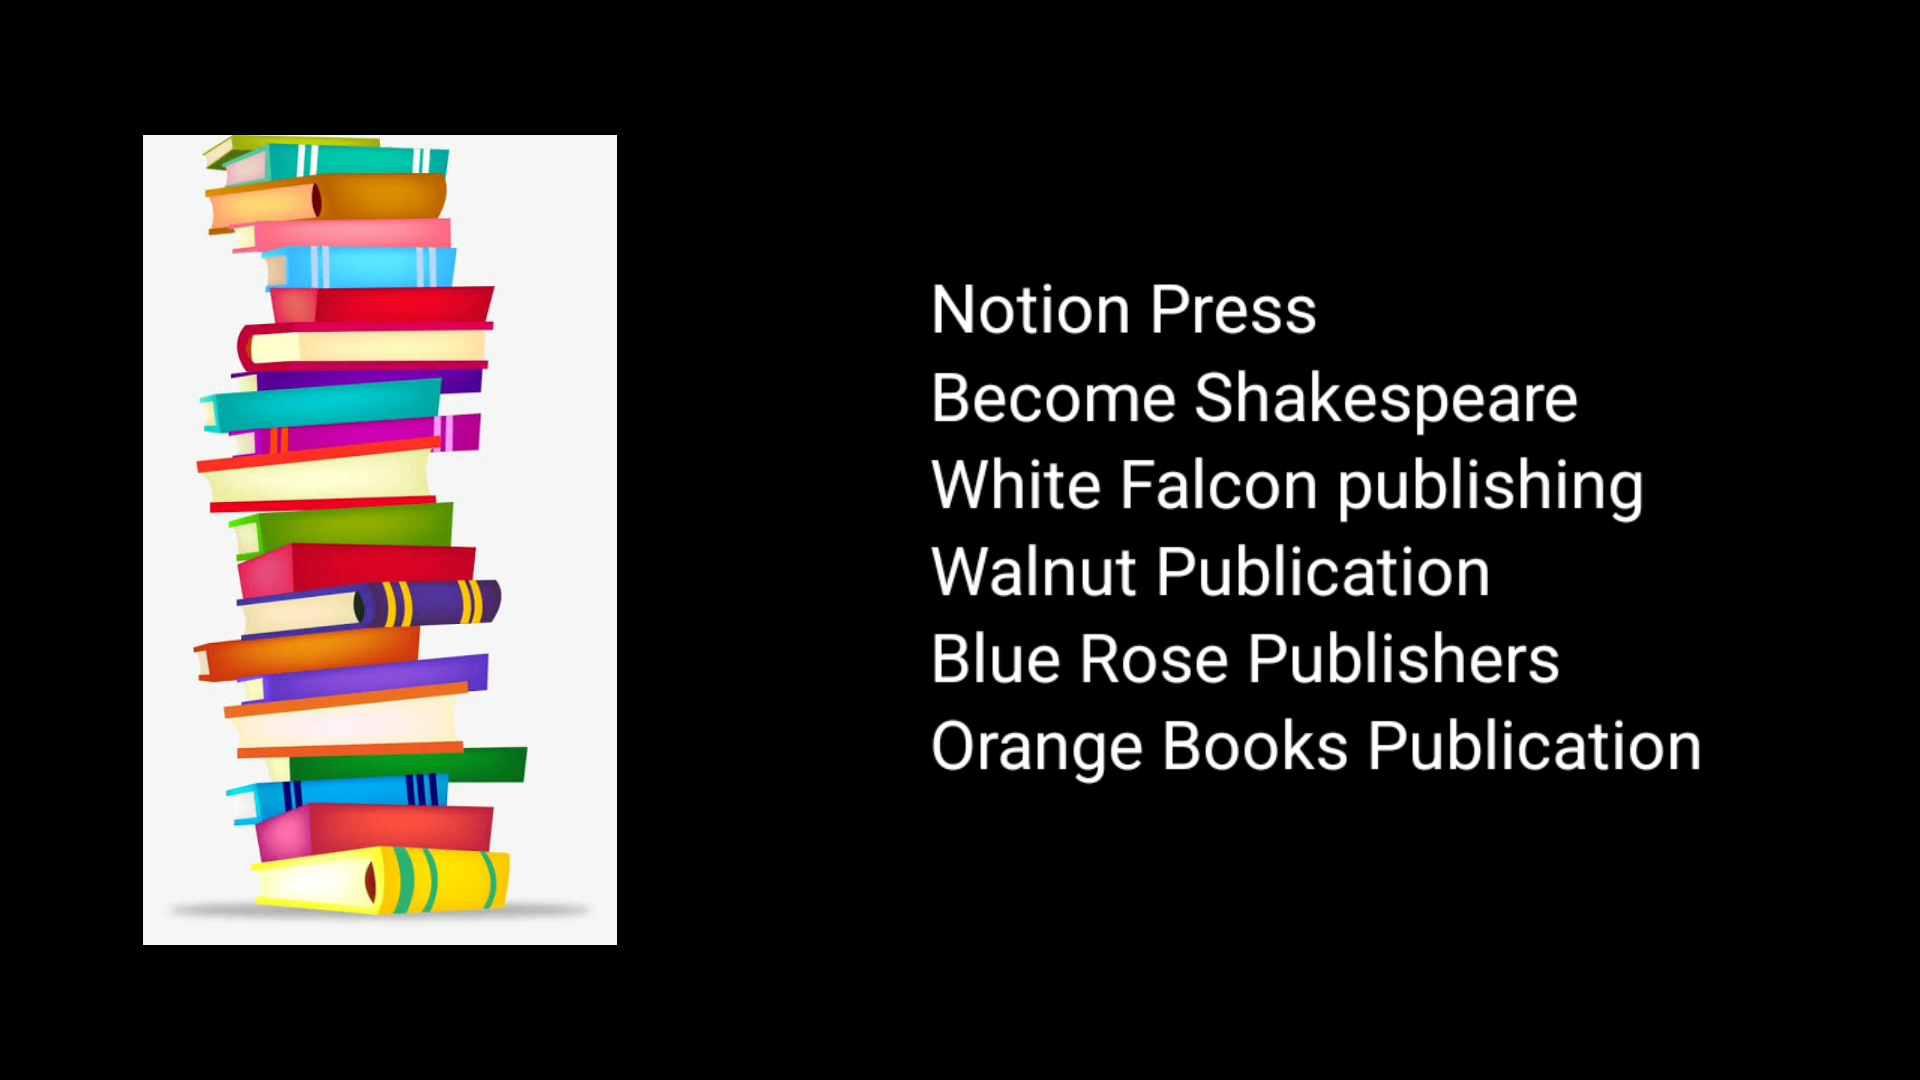 Notion Press
Become Shakespeare
White Falcon publishing
Walnut Publication
Blue Rose Publishers
Orange Books Publication